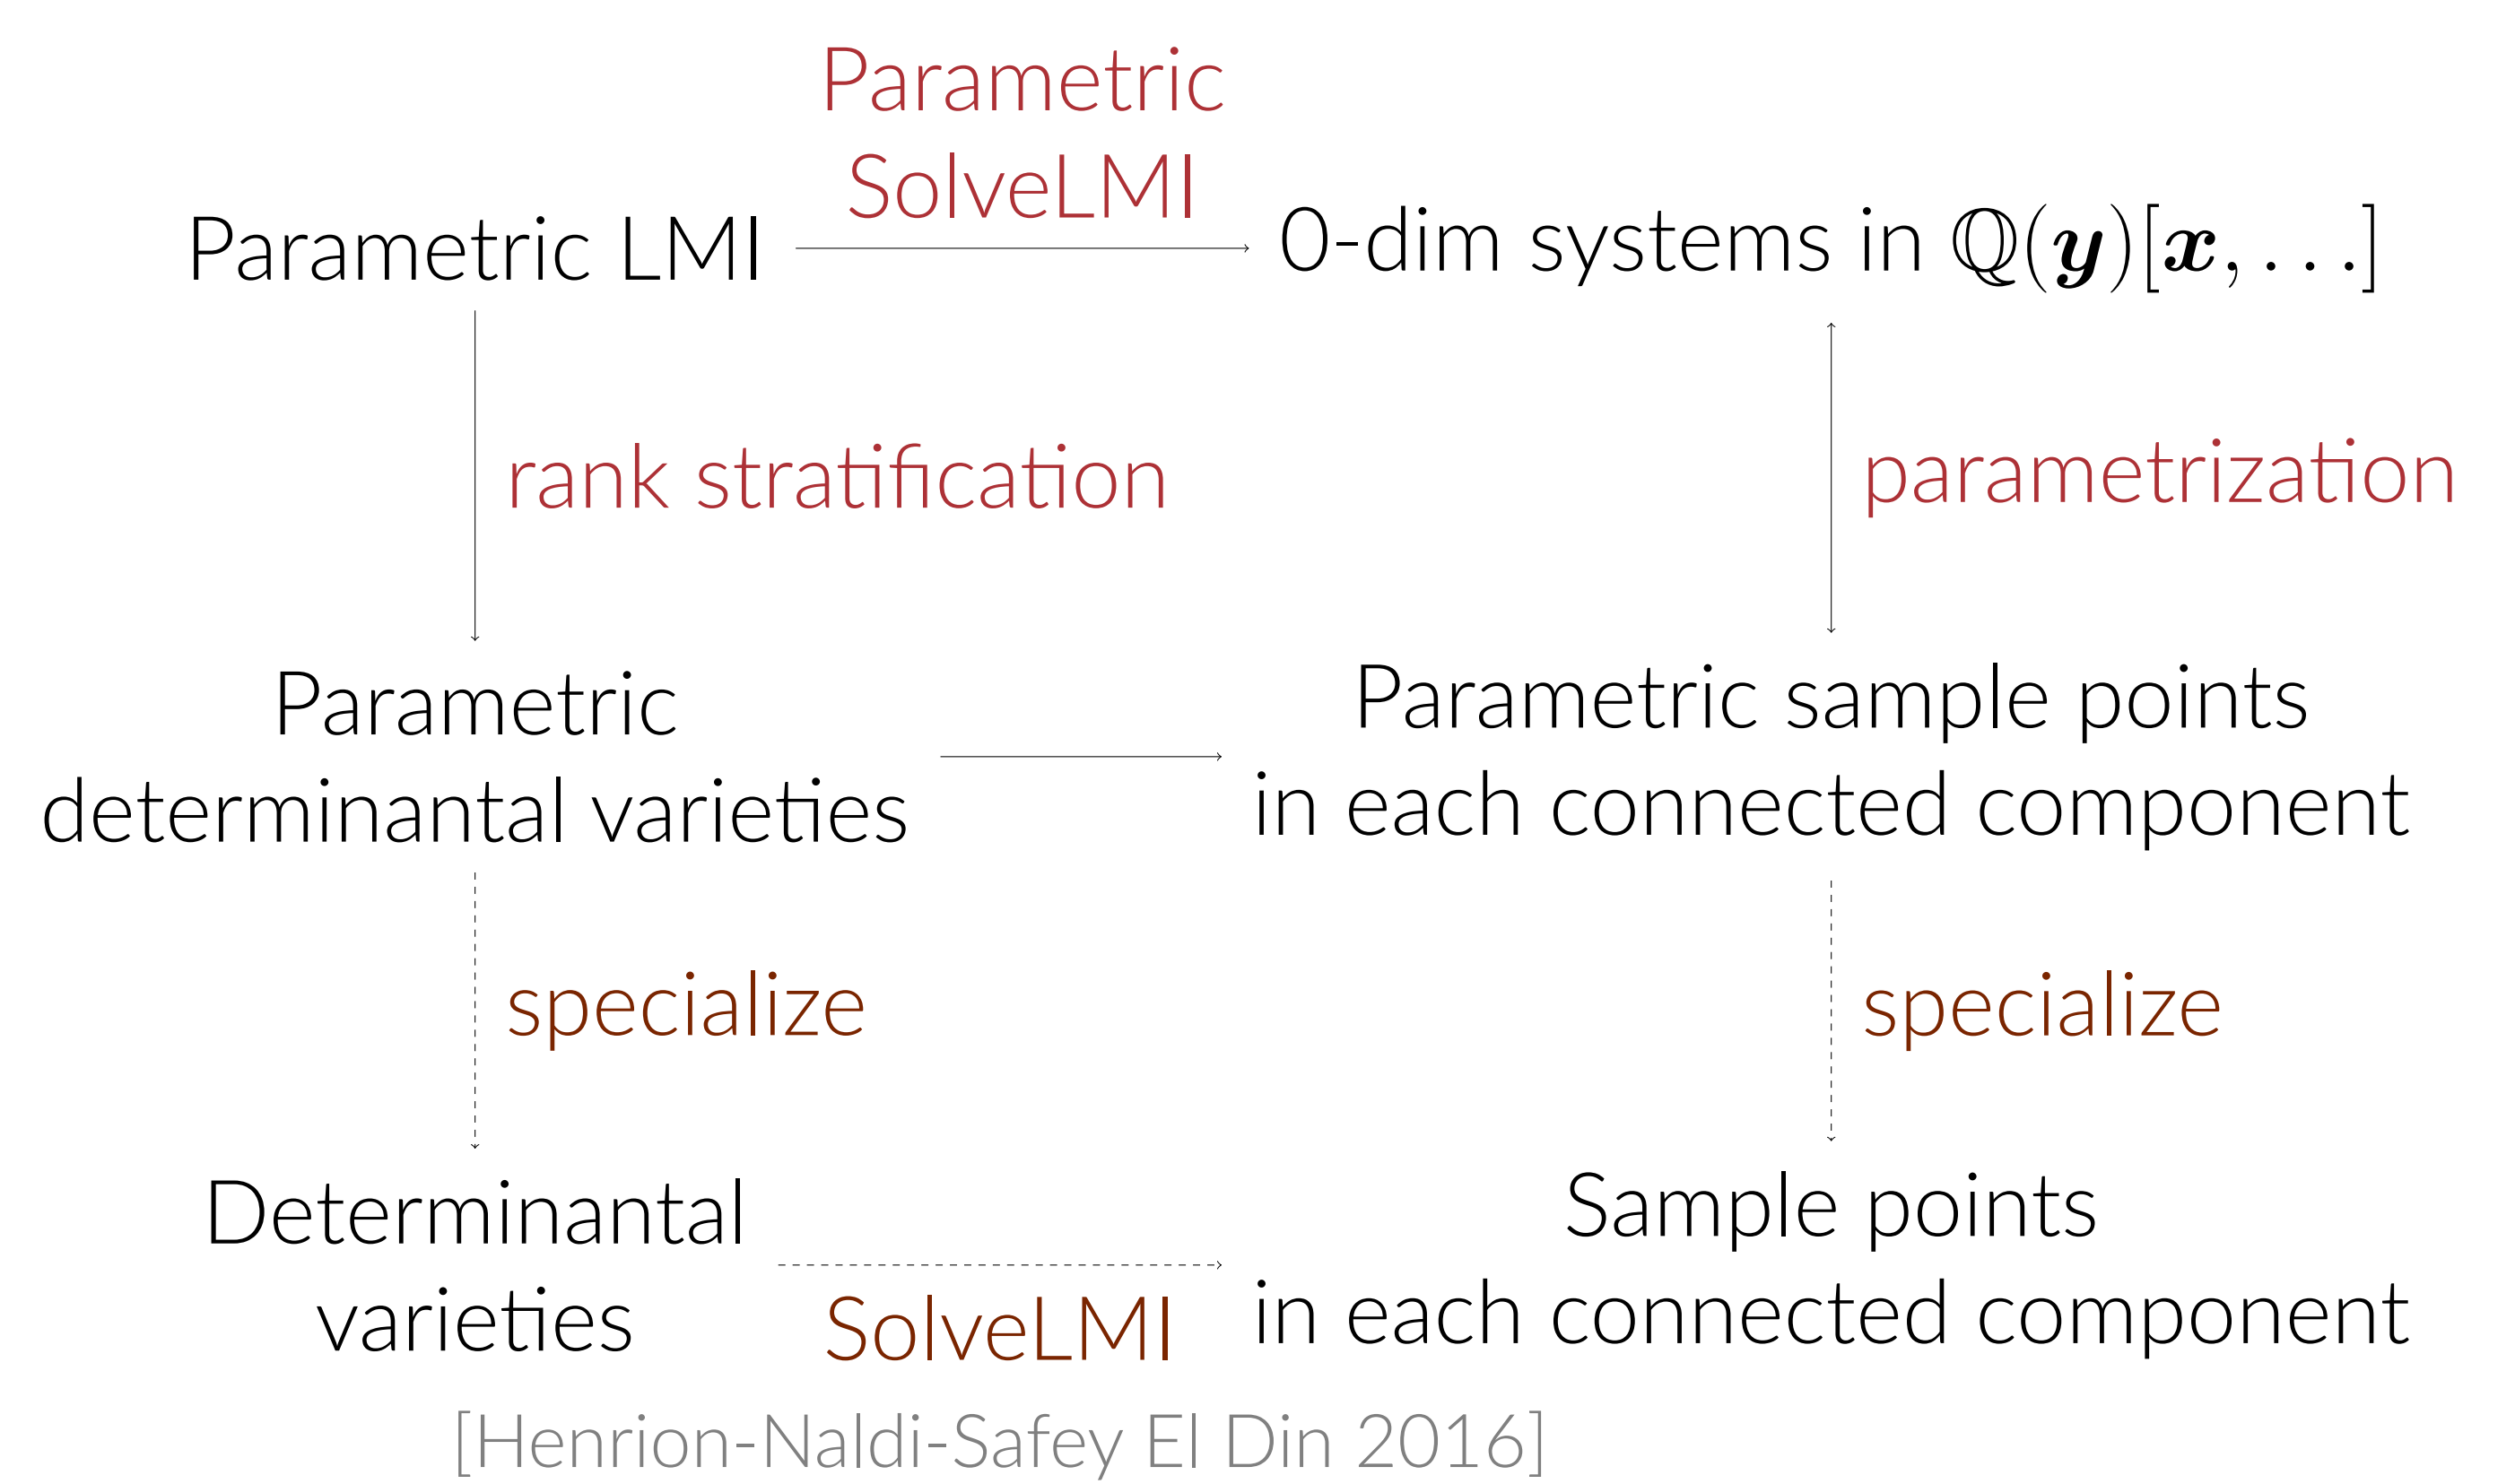 Parametric
SolveLMI
Parametric LMI
0-dim systems in ℚ(𝒚)[𝒙, . . .]
rank stratification
parametrization
Parametric
determinantal varieties
Parametric sample points
in each connected component
specialize
specialize
Determinantal
varieties
SolveLMI
Sample points
in each connected component
[Henrion-Naldi-Safey El Din 2016]